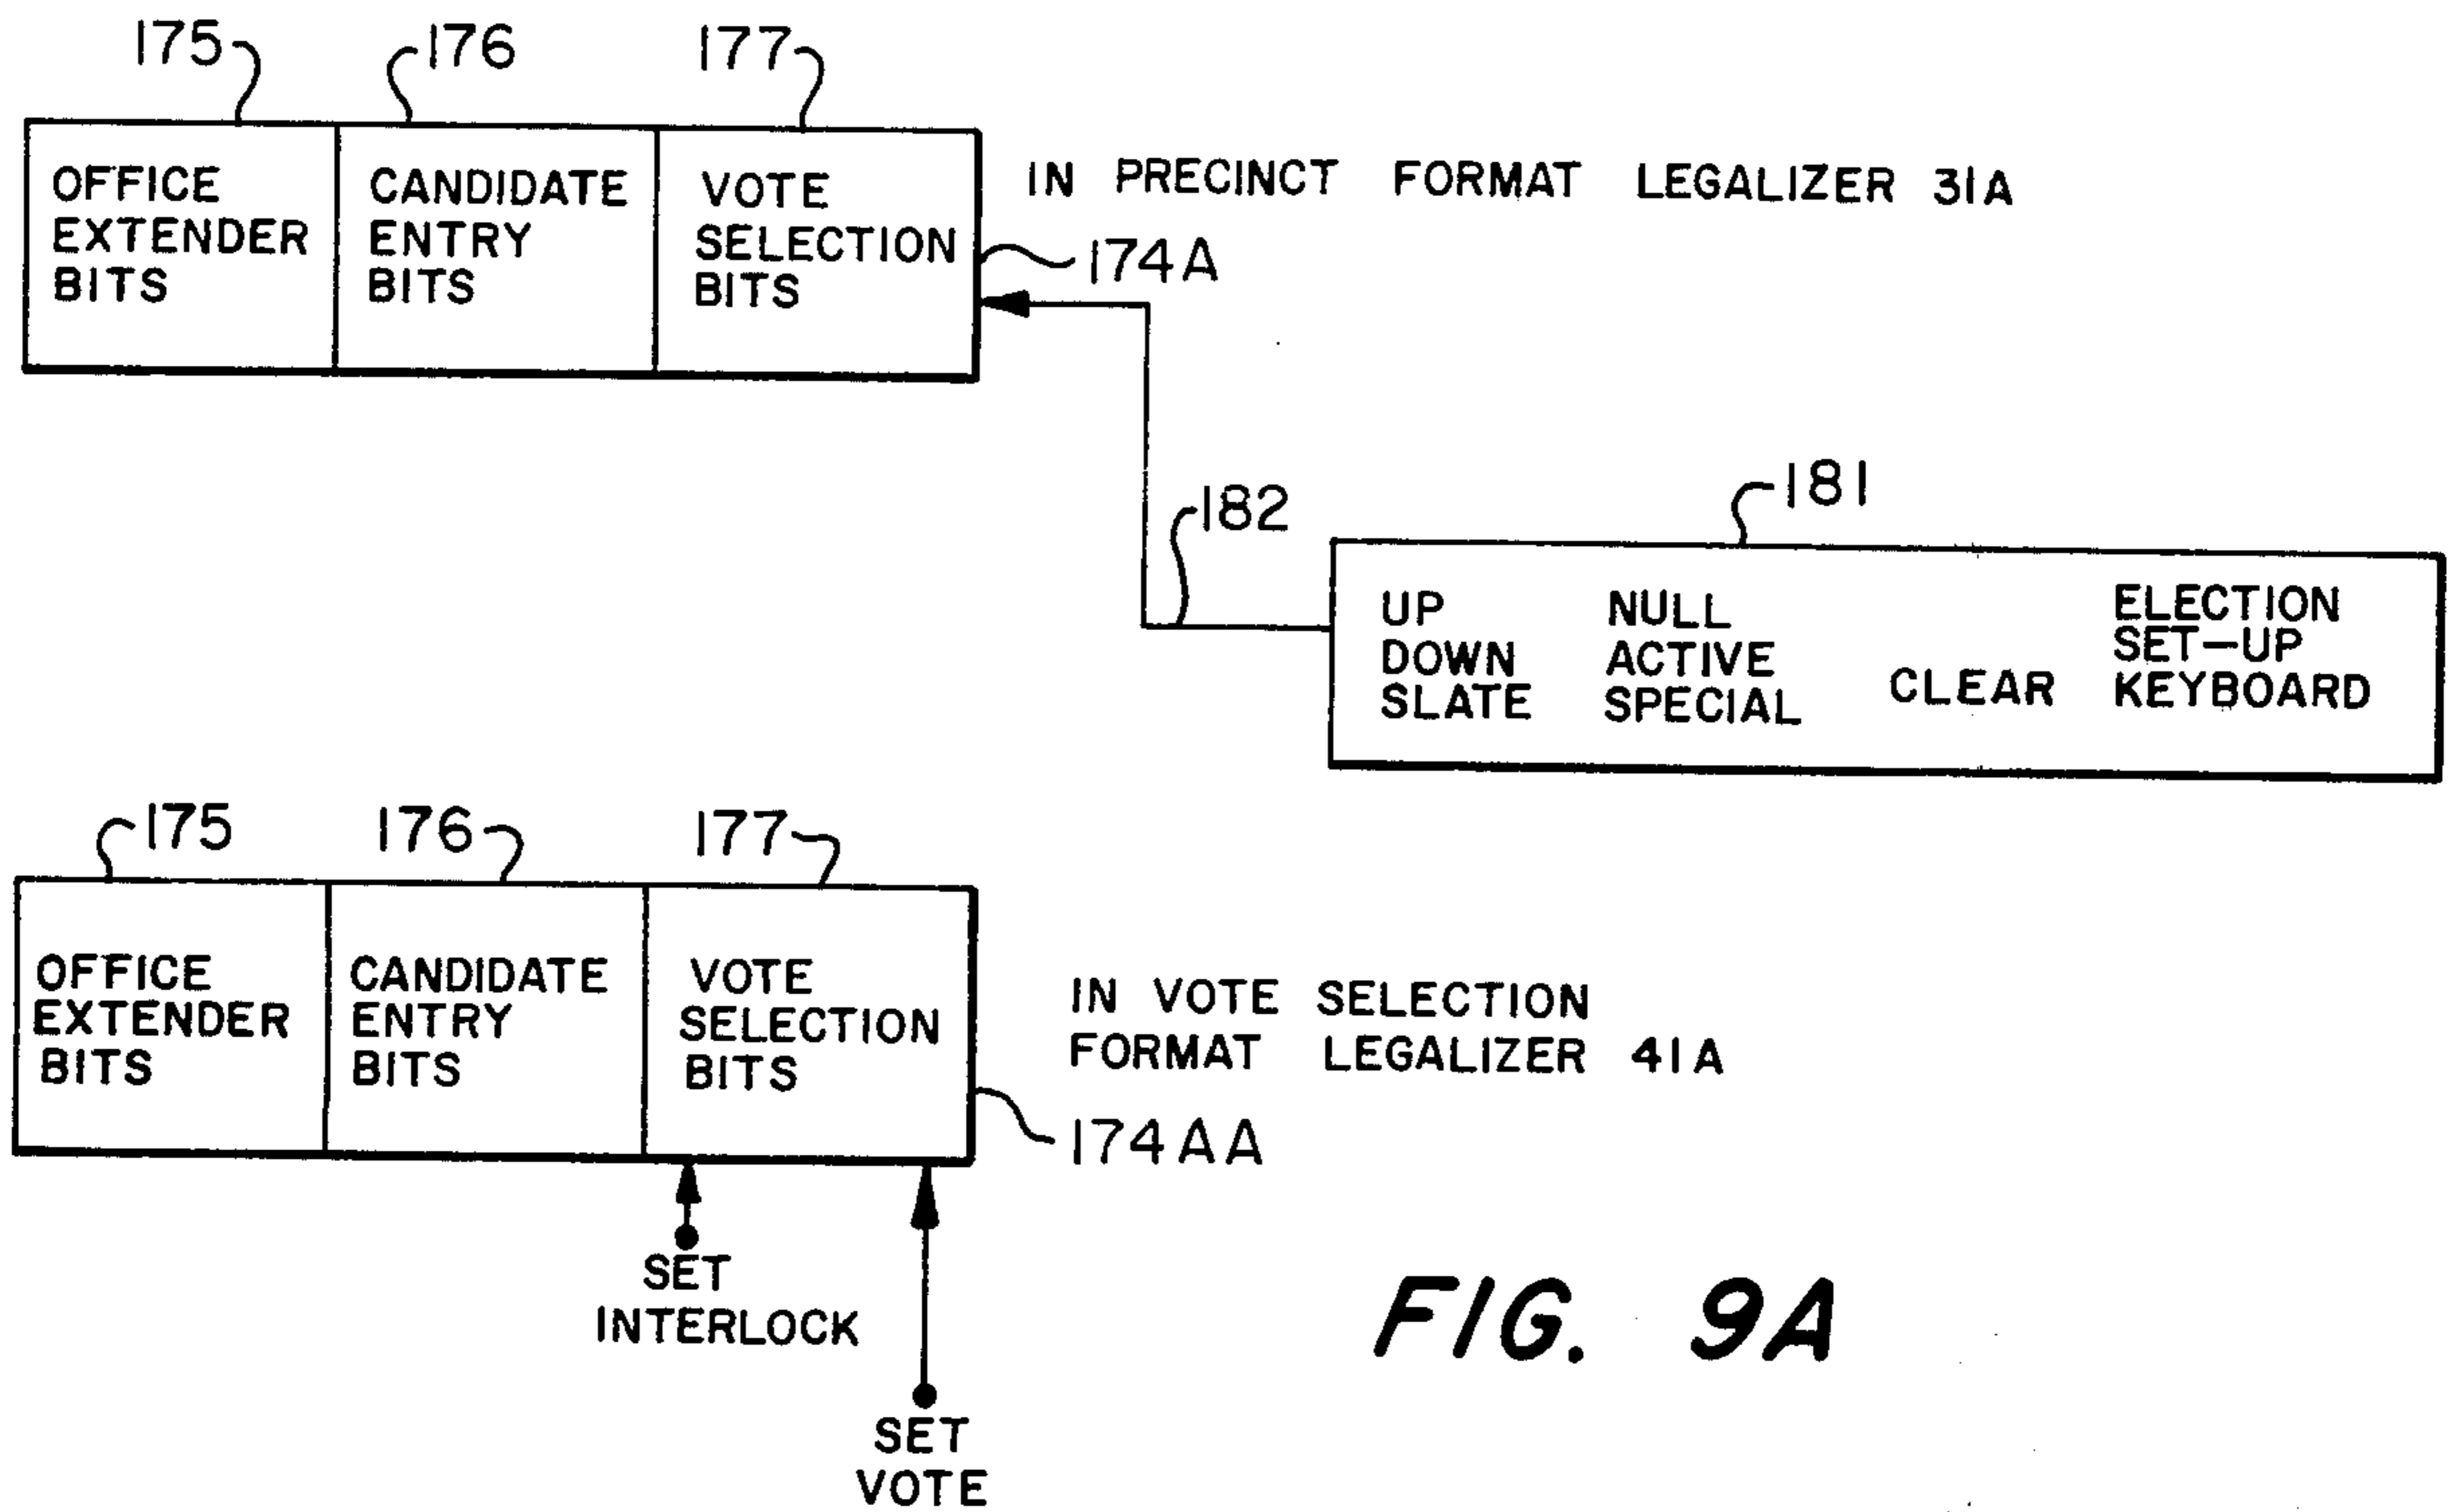 175 176 177
OFFICE
EXTENDER
BITS
CANDIDATE
ENTRY
BITS
VOTE
SELECTION
BITS
IN PRECINCT FORMAT LEGALIZER 31A
174A
182
181
UP
DOWN
SLATE
NULL
ACTIVE
SPECIAL
CLEAR
ELECTION
SET-UP
KEYBOARD
175 176 177
OFFICE
EXTENDER
BITS
CANDIDATE
ENTRY
BITS
VOTE
SELECTION
BITS
IN VOTE SELECTION
FORMAT LEGALIZER 41A
174AA
SET
INTERLOCK
SET
VOTE
FIG. 9A